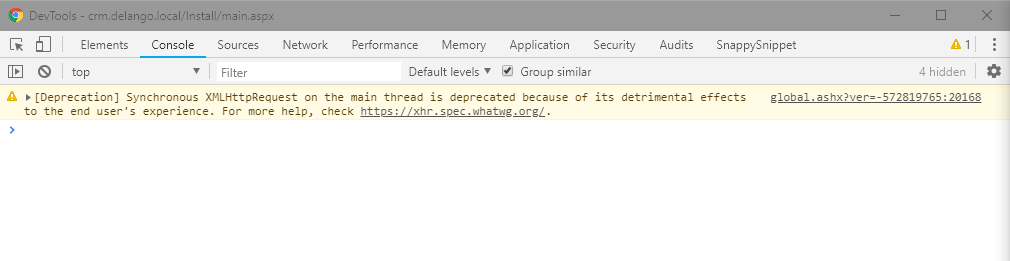 DevTools - crm.delango.local/Install/main.aspx
Elements Console Sources Network Performance Memory Application Security Audits SnappySnippet 1
top Filter Default levels Group similar 4 hidden
[Deprecation] Synchronous XMLHttpRequest on the main thread is deprecated because of its detrimental effects global.ashx?ver=-572819765:20168
to the end user's experience. For more help, check https://xhr.spec.whatwg.org/.